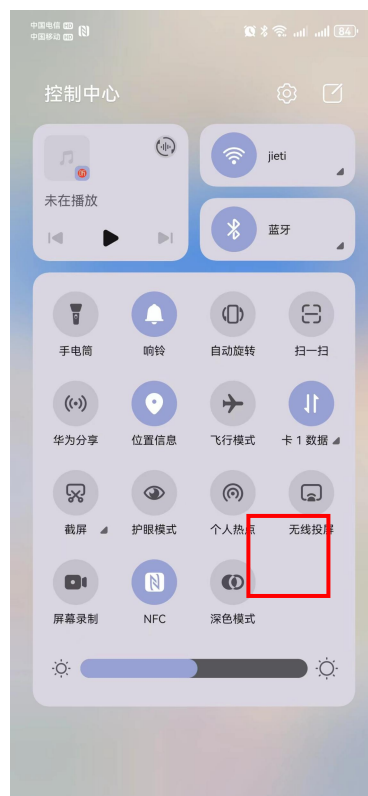 中国电信 HD
中国移动 HD
84
控制中心
未在播放
jieti
蓝牙
手电筒
响铃
自动旋转
扫一扫
华为分享
位置信息
飞行模式
卡 1 数据
截屏
护眼模式
个人热点
无线投屏
屏幕录制
NFC
深色模式